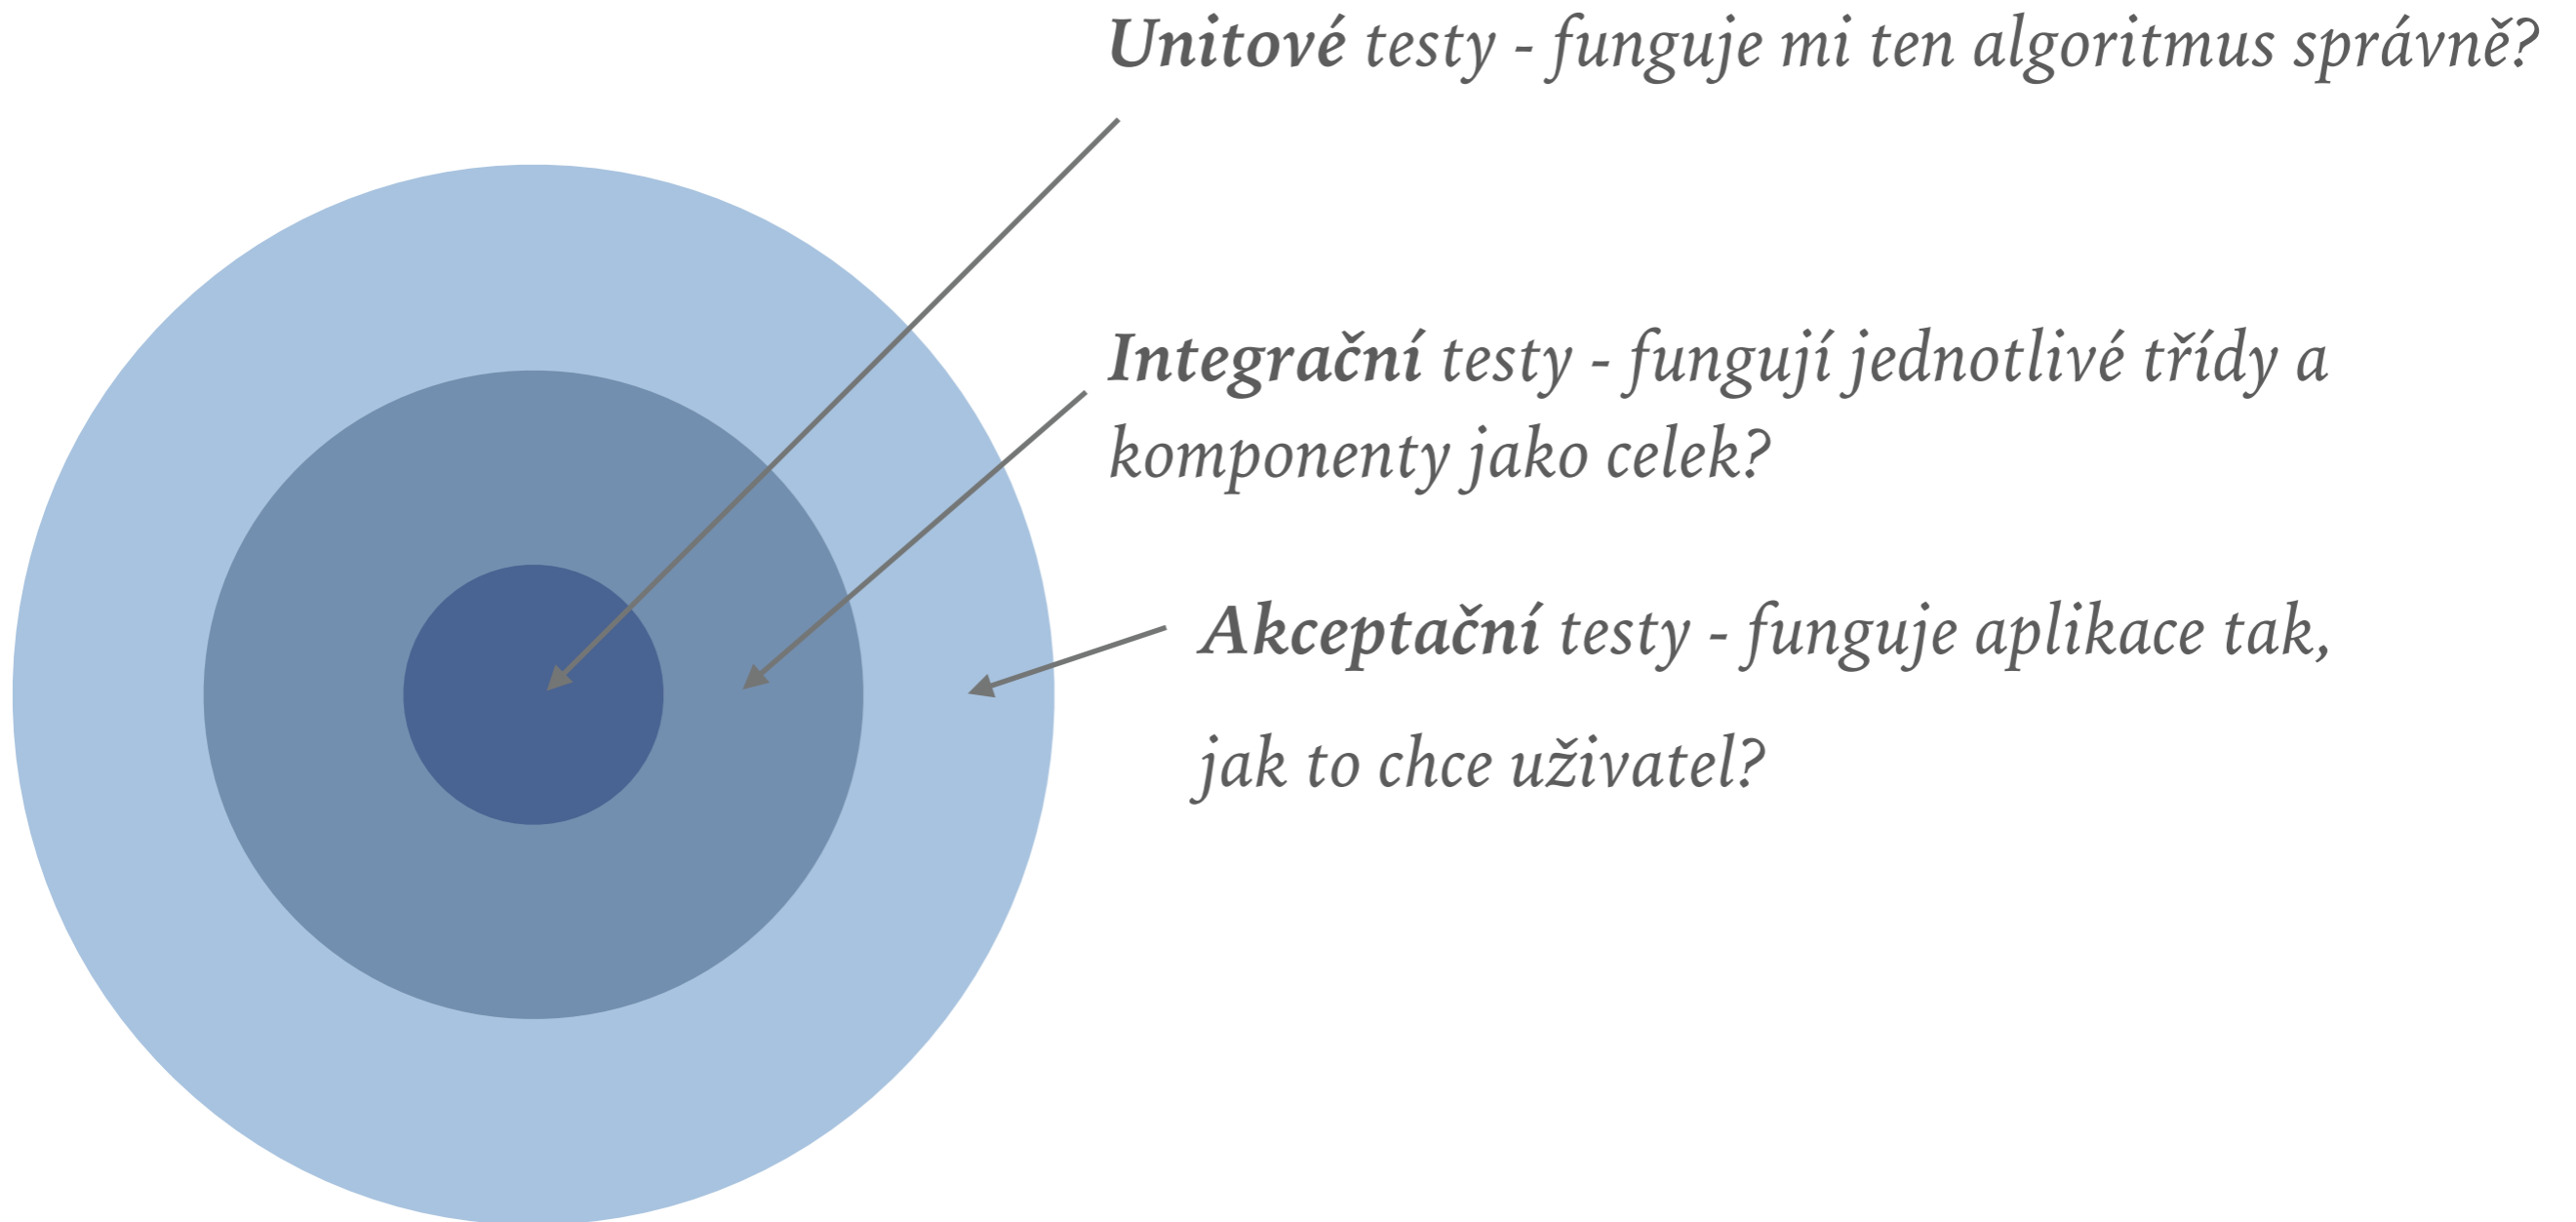 Unitové testy - funguje mi ten algoritmus správně?
Integrační testy - fungují jednotlivé třídy a
komponenty jako celek?
Akceptační testy - funguje aplikace tak,
jak to chce uživatel?